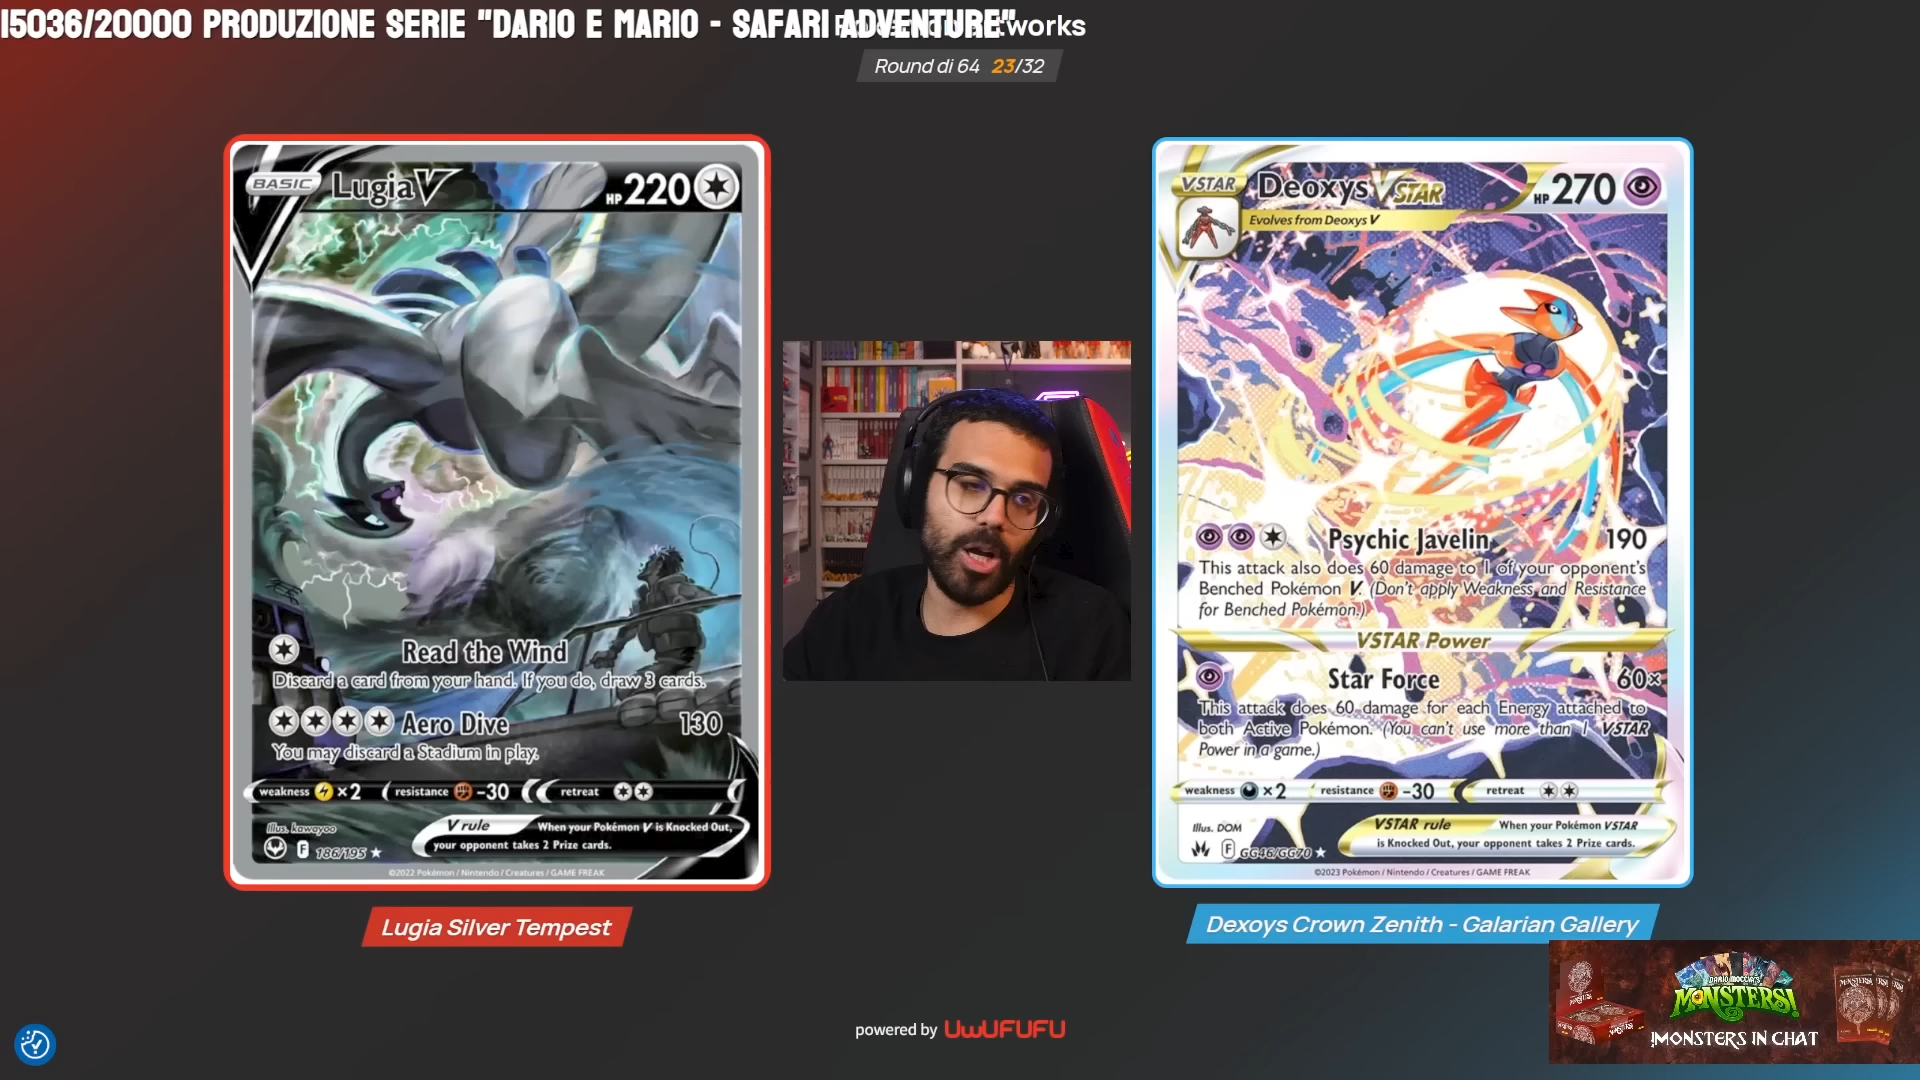 15036/20000 PRODUZIONE SERIE "DARIO E MARIO - SAFARI ADVENTURE"
Round di 64 23/32
BASIC Lugia V HP 220
Read the Wind
Discard a card from your hand. If you do, draw 3 cards.
Aero Dive 130
You may discard a Stadium in play.
weakness ×2 resistance -30 retreat
Illus. kawayoo
V rule When your Pokémon V is Knocked Out,
your opponent takes 2 Prize cards.
F 186/195
©2022 Pokémon / Nintendo / Creatures / GAME FREAK
Lugia Silver Tempest
VSTAR Deoxys VSTAR HP 270
Evolves from Deoxys V
Psychic Javelin 190
This attack also does 60 damage to 1 of your opponent's
Benched Pokémon V. (Don't apply Weakness and Resistance
for Benched Pokémon.)
VSTAR Power
Star Force 60×
This attack does 60 damage for each Energy attached to
both Active Pokémon. (You can't use more than 1 VSTAR
Power in a game.)
weakness ×2 resistance -30 retreat
Illus. DOM
VSTAR rule When your Pokémon VSTAR
is Knocked Out, your opponent takes 2 Prize cards.
F GG46/GG70
©2023 Pokémon / Nintendo / Creatures / GAME FREAK
Dexoys Crown Zenith - Galarian Gallery
powered by UwUFUFU
DARIO MOCCIA'S
MONSTERS!
!MONSTERS IN CHAT